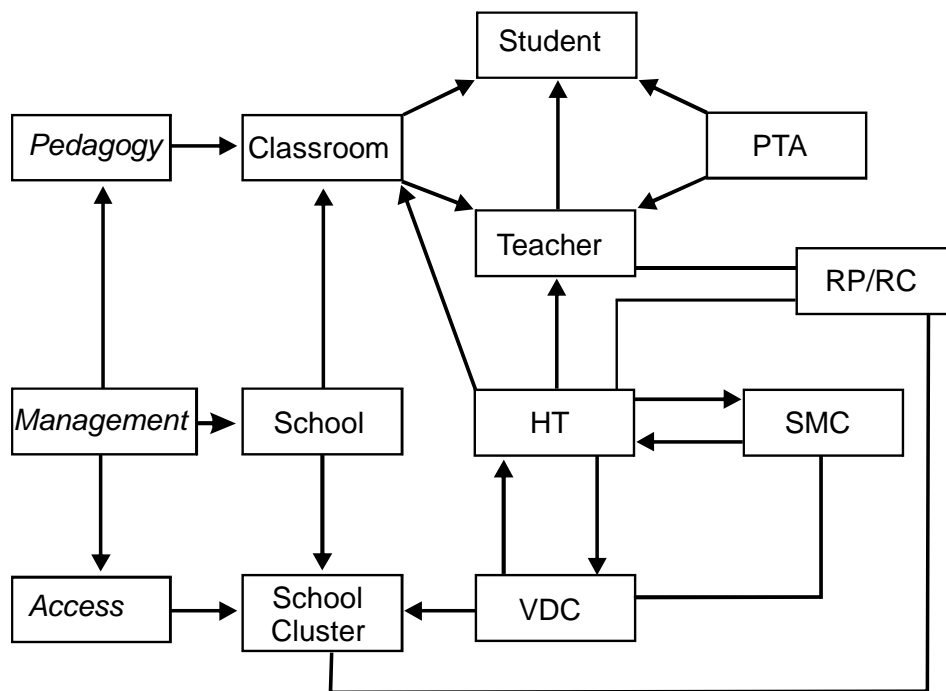 Student
Pedagogy
Classroom
PTA
Teacher
RP/RC
Management
School
HT
SMC
Access
School
Cluster
VDC